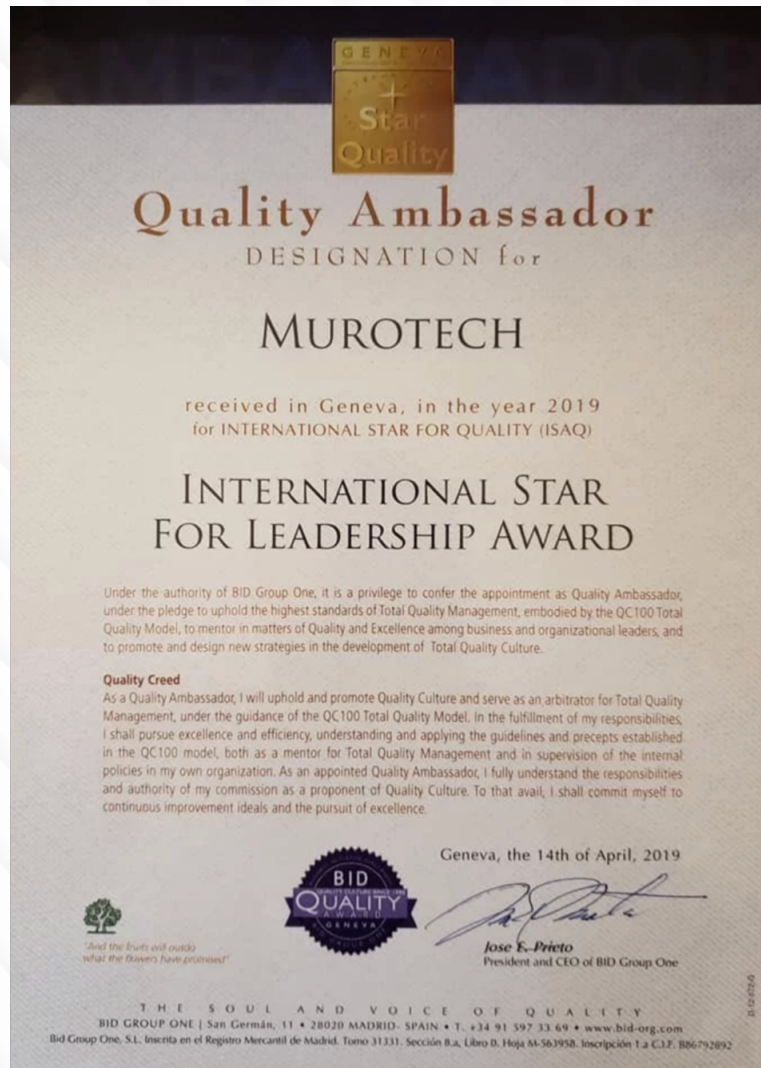 AMBASSADOR
GENEVA
Star
Quality
Quality Ambassador
DESIGNATION for
MUROTECH
received in Geneva, in the year 2019
for INTERNATIONAL STAR FOR QUALITY (ISAQ)
INTERNATIONAL STAR
FOR LEADERSHIP AWARD
Under the authority of BID Group One, it is a privilege to confer the appointment as Quality Ambassador,
under the pledge to uphold the highest standards of Total Quality Management, embodied by the QC100 Total
Quality Model, to mentor in matters of Quality and Excellence among business and organizational leaders, and
to promote and design new strategies in the development of Total Quality Culture.
Quality Creed
As a Quality Ambassador, I will uphold and promote Quality Culture and serve as an arbitrator for Total Quality
Management, under the guidance of the QC100 Total Quality Model. In the fulfillment of my responsibilities,
I shall pursue excellence and efficiency, understanding and applying the guidelines and precepts established
in the QC100 model, both as a mentor for Total Quality Management and in supervision of the internal
policies in my own organization. As an appointed Quality Ambassador, I fully understand the responsibilities
and authority of my commission as a proponent of Quality Culture. To that avail, I shall commit myself to
continuous improvement ideals and the pursuit of excellence.
Geneva, the 14th of April, 2019
BID
QUALITY
AWARD
GENEVA
Jose E. Prieto
President and CEO of BID Group One
"And the fruits will outdo
what the flowers have promised"
THE SOUL AND VOICE OF QUALITY
BID GROUP ONE | San Germán, 11 • 28020 MADRID- SPAIN • T. +34 91 597 33 69 • www.bid-org.com
Bid Group One, S.L. Inscrita en el Registro Mercantil de Madrid. Tomo 31331. Sección 8.a, Libro 0. Hoja M-563958. Inscripción 1.a C.I.F. B86792892